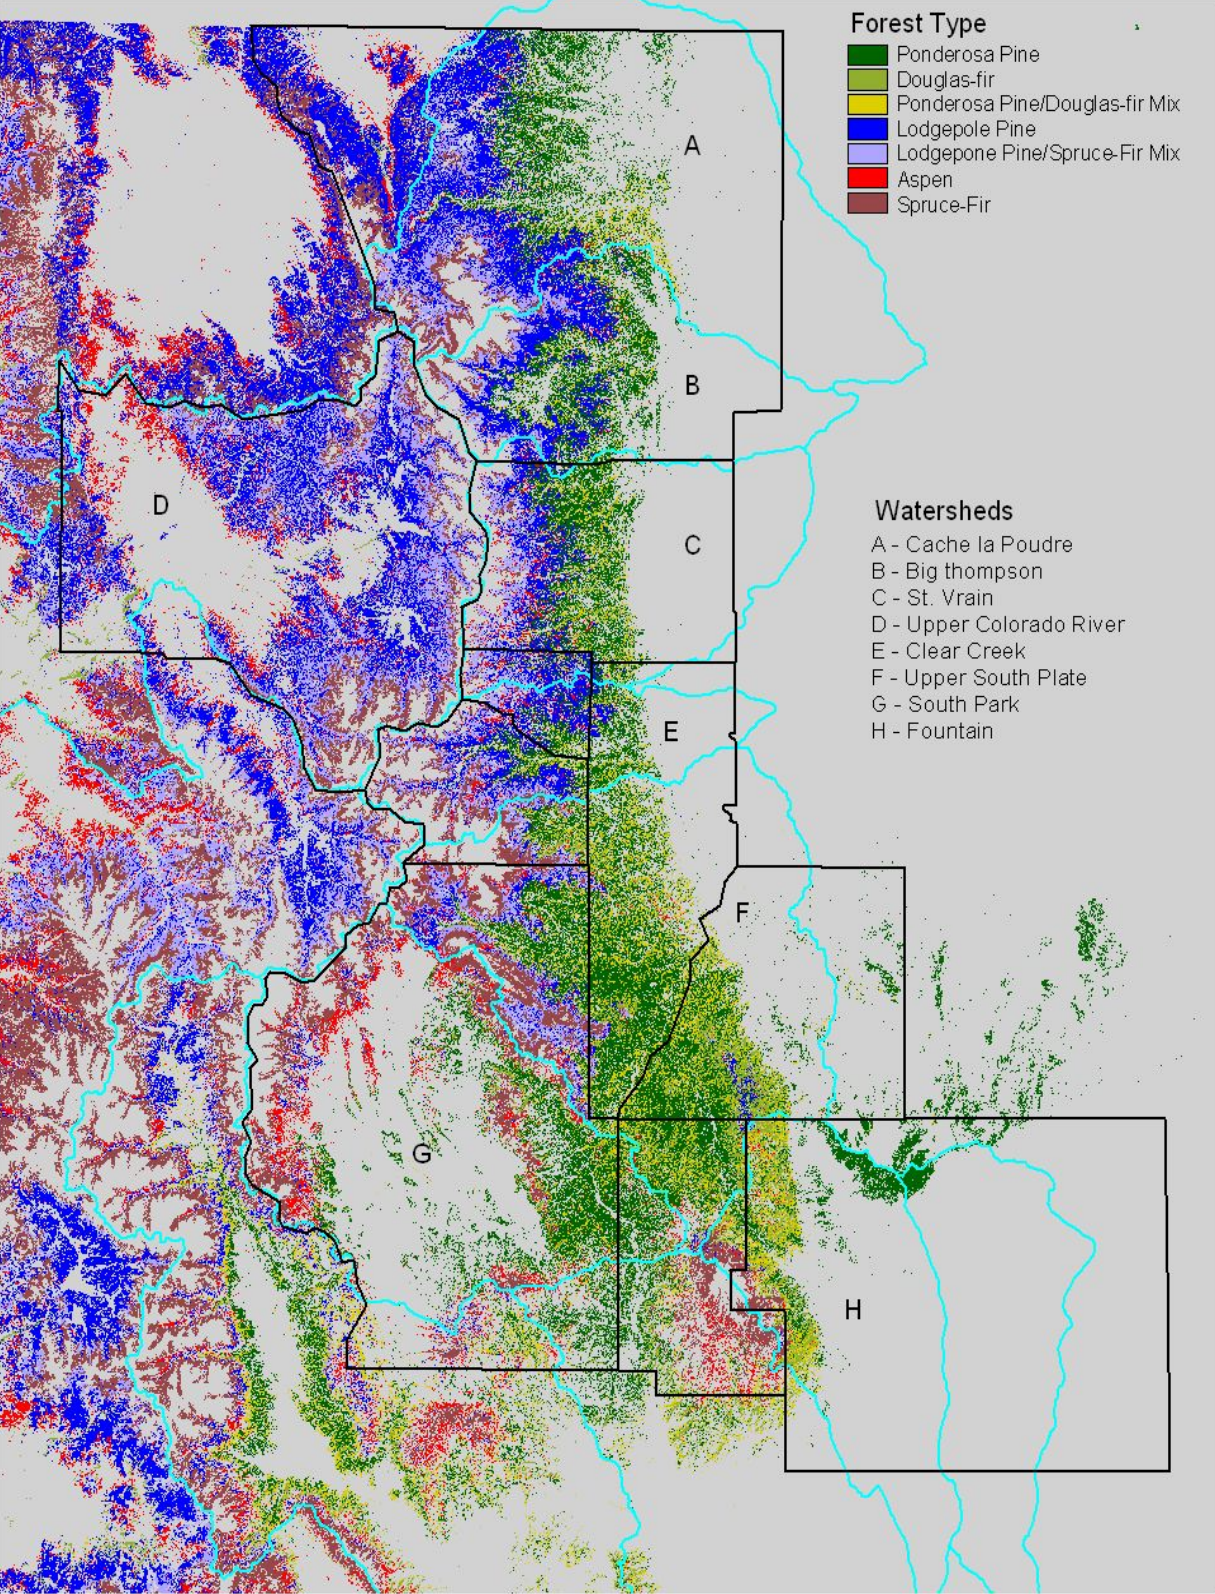 Forest Type
Ponderosa Pine
Douglas-fir
Ponderosa Pine/Douglas-fir Mix
Lodgepole Pine
Lodgepone Pine/Spruce-Fir Mix
Aspen
Spruce-Fir
A
B
D
C
Watersheds
A - Cache la Poudre
B - Big thompson
C - St. Vrain
D - Upper Colorado River
E - Clear Creek
F - Upper South Plate
G - South Park
H - Fountain
E
F
G
H